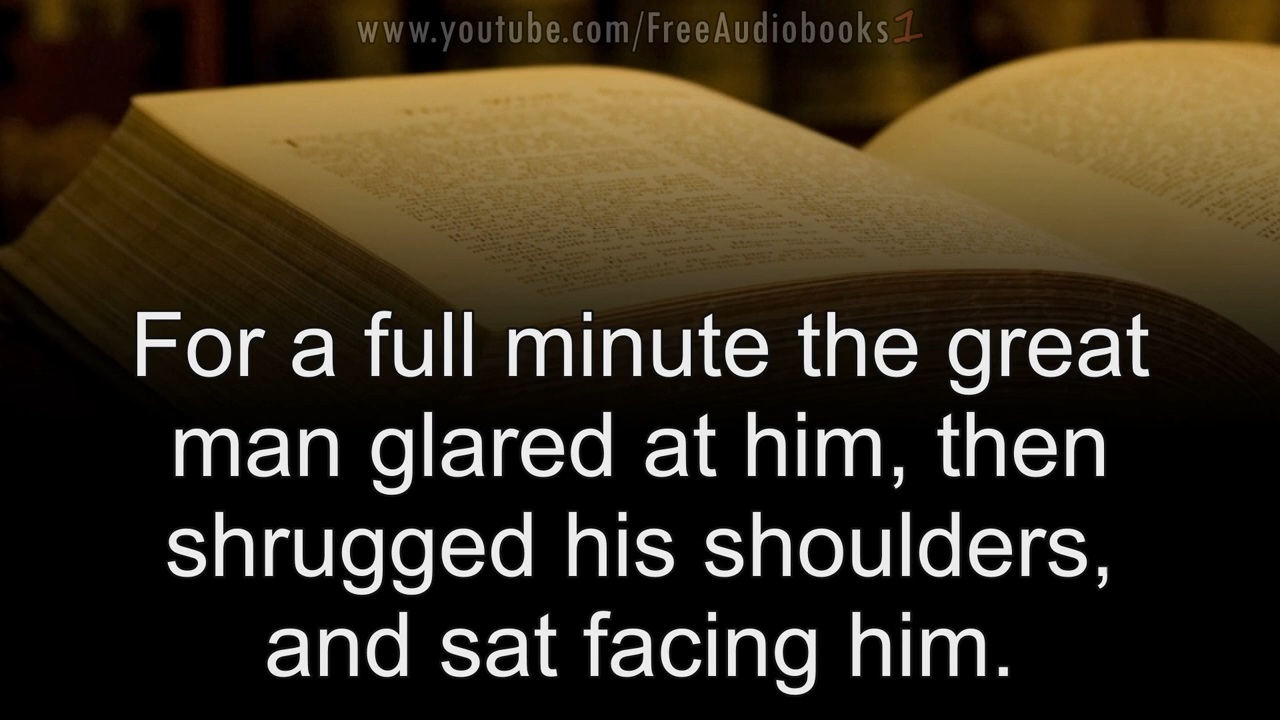 www.youtube.com/FreeAudiobooks1
For a full minute the great
man glared at him, then
shrugged his shoulders,
and sat facing him.